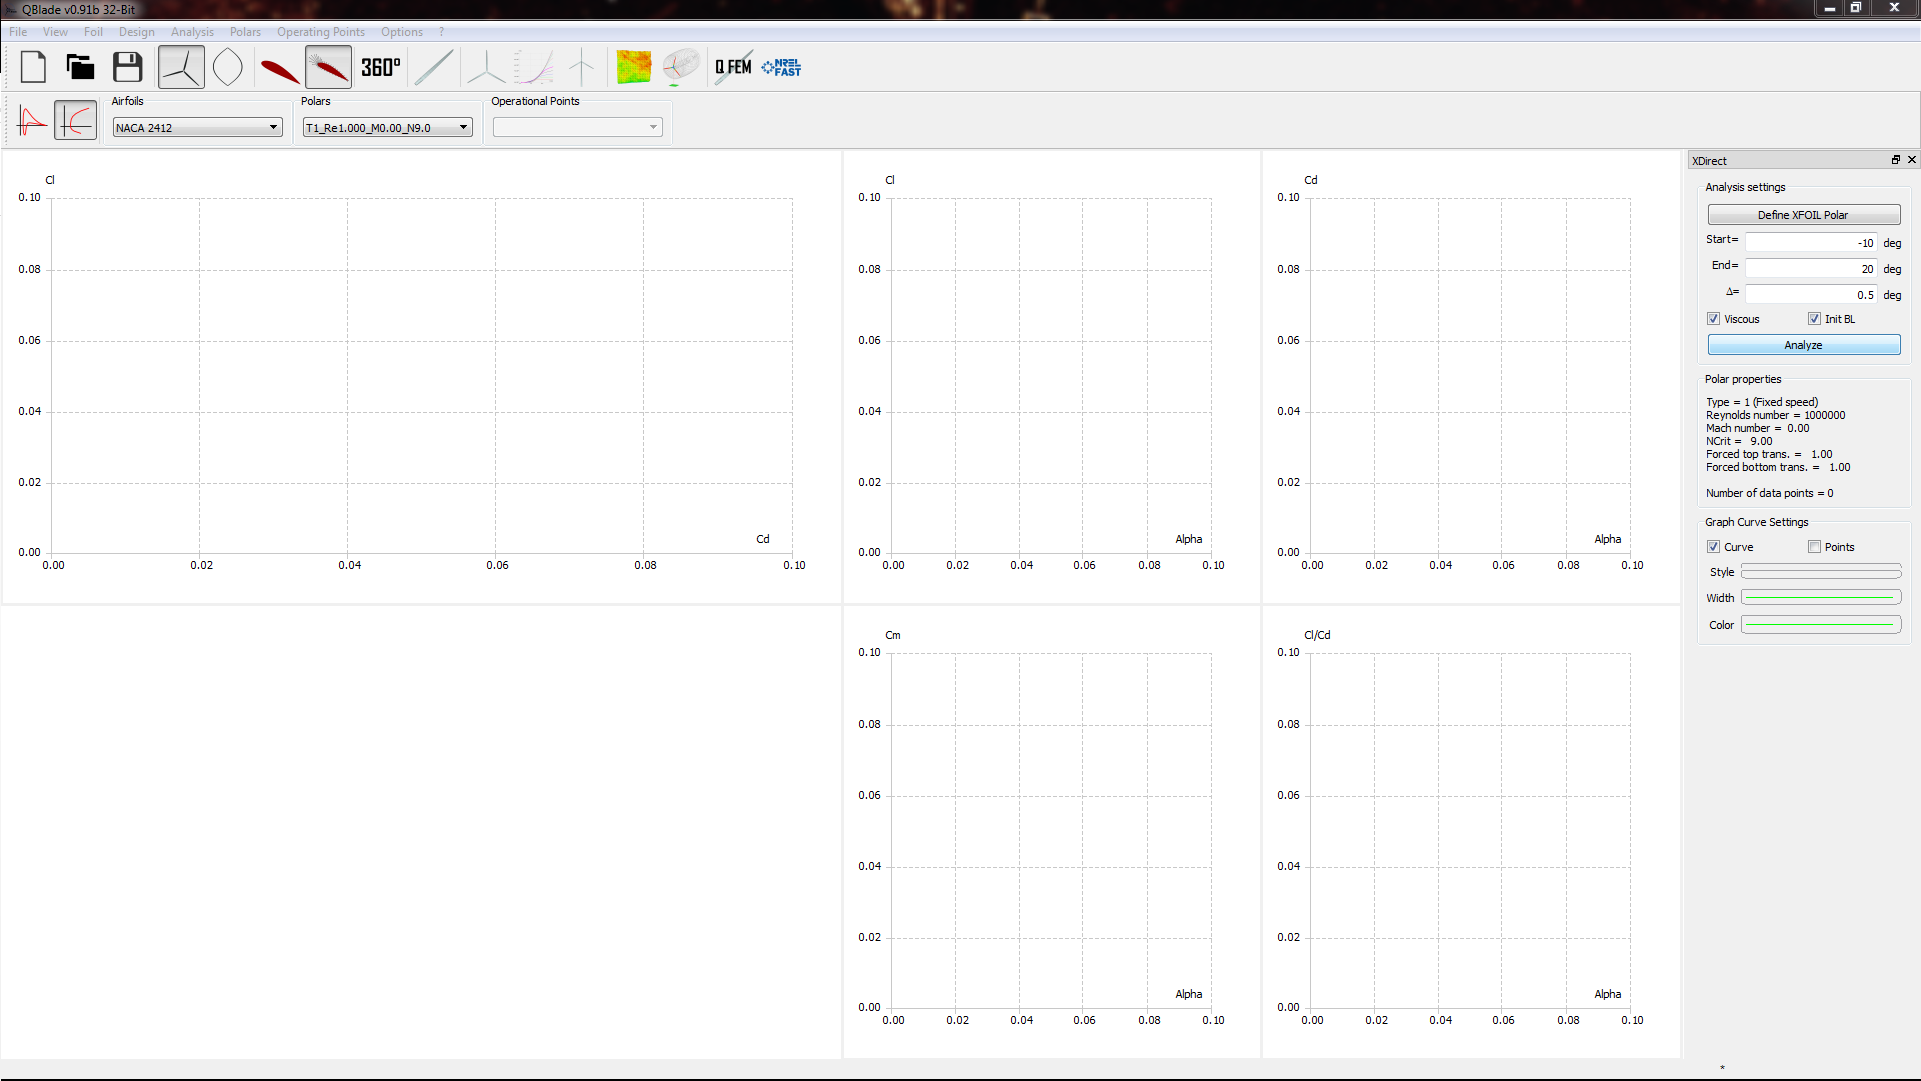 QBlade v0.91b 32-Bit
File View Foil Design Analysis Polars Operating Points Options ?
360° Q FEM NREL FAST
Airfoils Polars Operational Points
NACA 2412 T1_Re1.000_M0.00_N9.0
Cl
0.10
0.08
0.06
0.04
0.02
0.00
Cd
0.00 0.02 0.04 0.06 0.08 0.10
Cl
0.10
0.08
0.06
0.04
0.02
0.00
Alpha
0.00 0.02 0.04 0.06 0.08 0.10
Cd
0.10
0.08
0.06
0.04
0.02
0.00
Alpha
0.00 0.02 0.04 0.06 0.08 0.10
Cm
0.10
0.08
0.06
0.04
0.02
0.00
Alpha
0.00 0.02 0.04 0.06 0.08 0.10
Cl/Cd
0.10
0.08
0.06
0.04
0.02
0.00
Alpha
0.00 0.02 0.04 0.06 0.08 0.10
XDirect
Analysis settings
Define XFOIL Polar
Start= -10 deg
End= 20 deg
Δ= 0.5 deg
Viscous Init BL
Analyze
Polar properties
Type = 1 (Fixed speed)
Reynolds number = 1000000
Mach number = 0.00
NCrit = 9.00
Forced top trans. = 1.00
Forced bottom trans. = 1.00
Number of data points = 0
Graph Curve Settings
Curve Points
Style
Width
Color
*